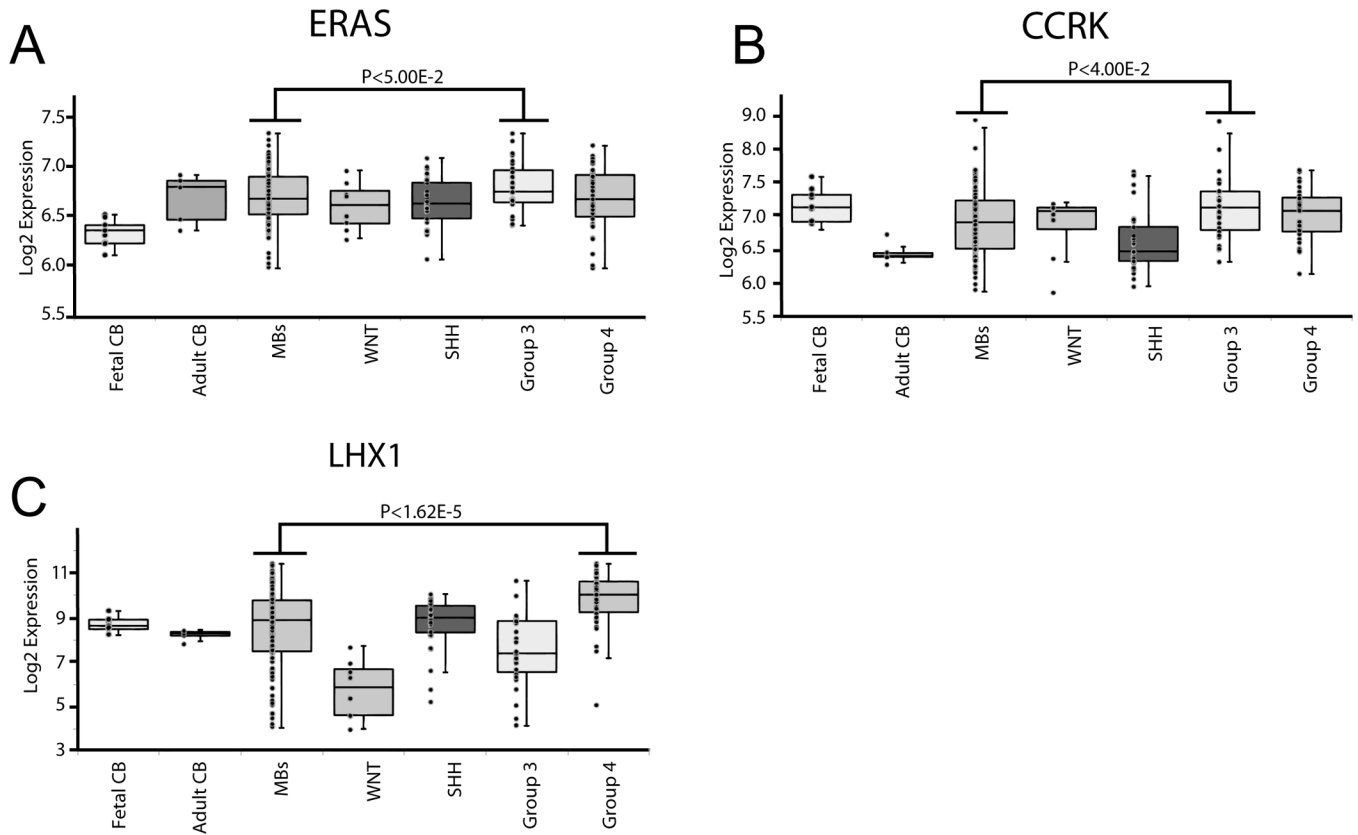 A
ERAS
P<5.00E-2
Log2 Expression
7.5
7.0
6.5
6.0
5.5
Fetal CB
Adult CB
MBs
WNT
SHH
Group 3
Group 4
B
CCRK
P<4.00E-2
Log2 Expression
9.0
8.0
7.5
7.0
6.5
6.0
5.5
Fetal CB
Adult CB
MBs
WNT
SHH
Group 3
Group 4
C
LHX1
P<1.62E-5
Log2 Expression
11
9
7
5
3
Fetal CB
Adult CB
MBs
WNT
SHH
Group 3
Group 4